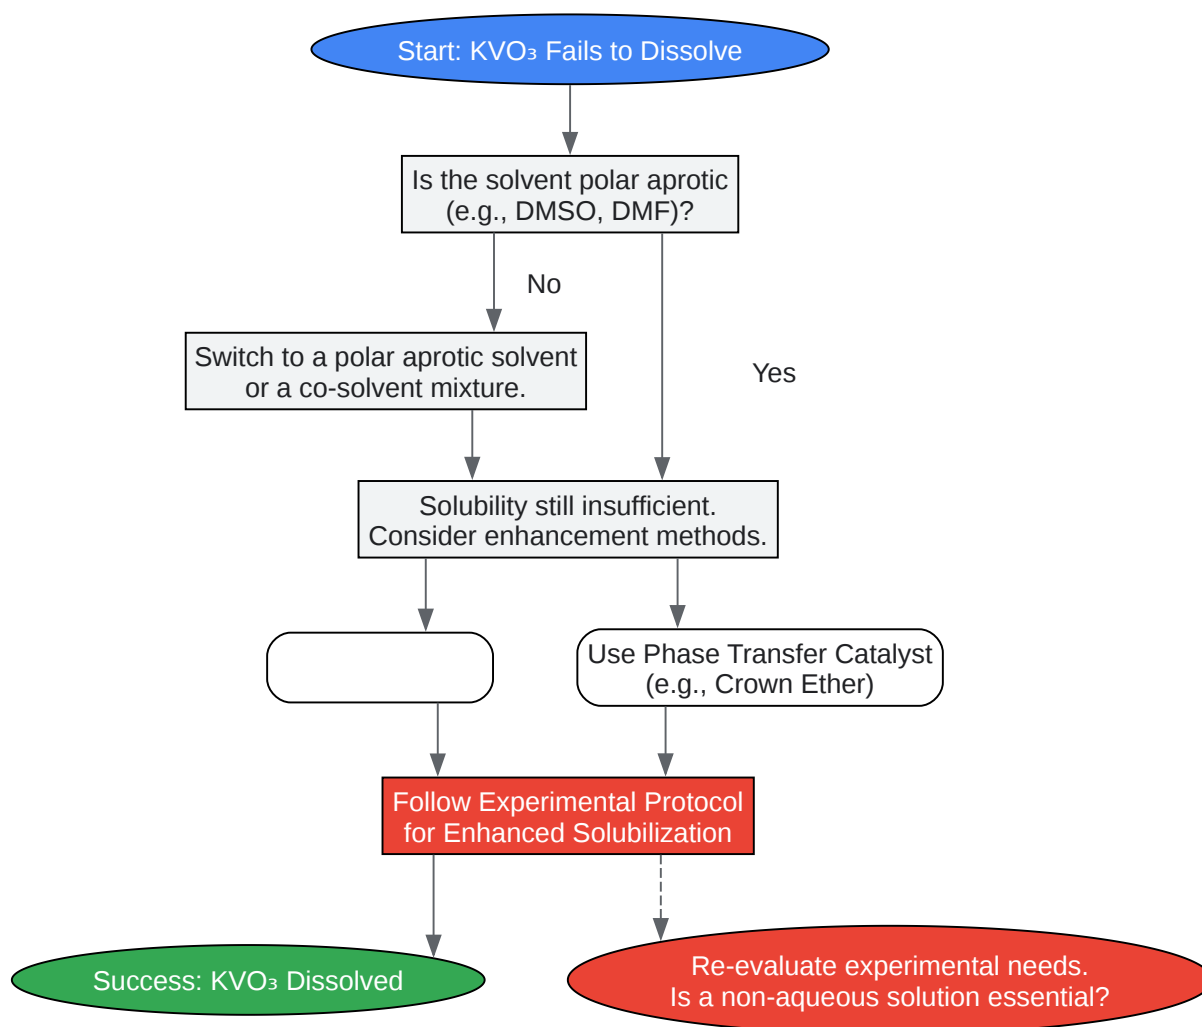 Start: KVO₃ Fails to Dissolve
Is the solvent polar aprotic
(e.g., DMSO, DMF)?
No
Switch to a polar aprotic solvent
or a co-solvent mixture.
Yes
Solubility still insufficient.
Consider enhancement methods.
Use Phase Transfer Catalyst
(e.g., Crown Ether)
Follow Experimental Protocol
for Enhanced Solubilization
Success: KVO₃ Dissolved
Re-evaluate experimental needs.
Is a non-aqueous solution essential?